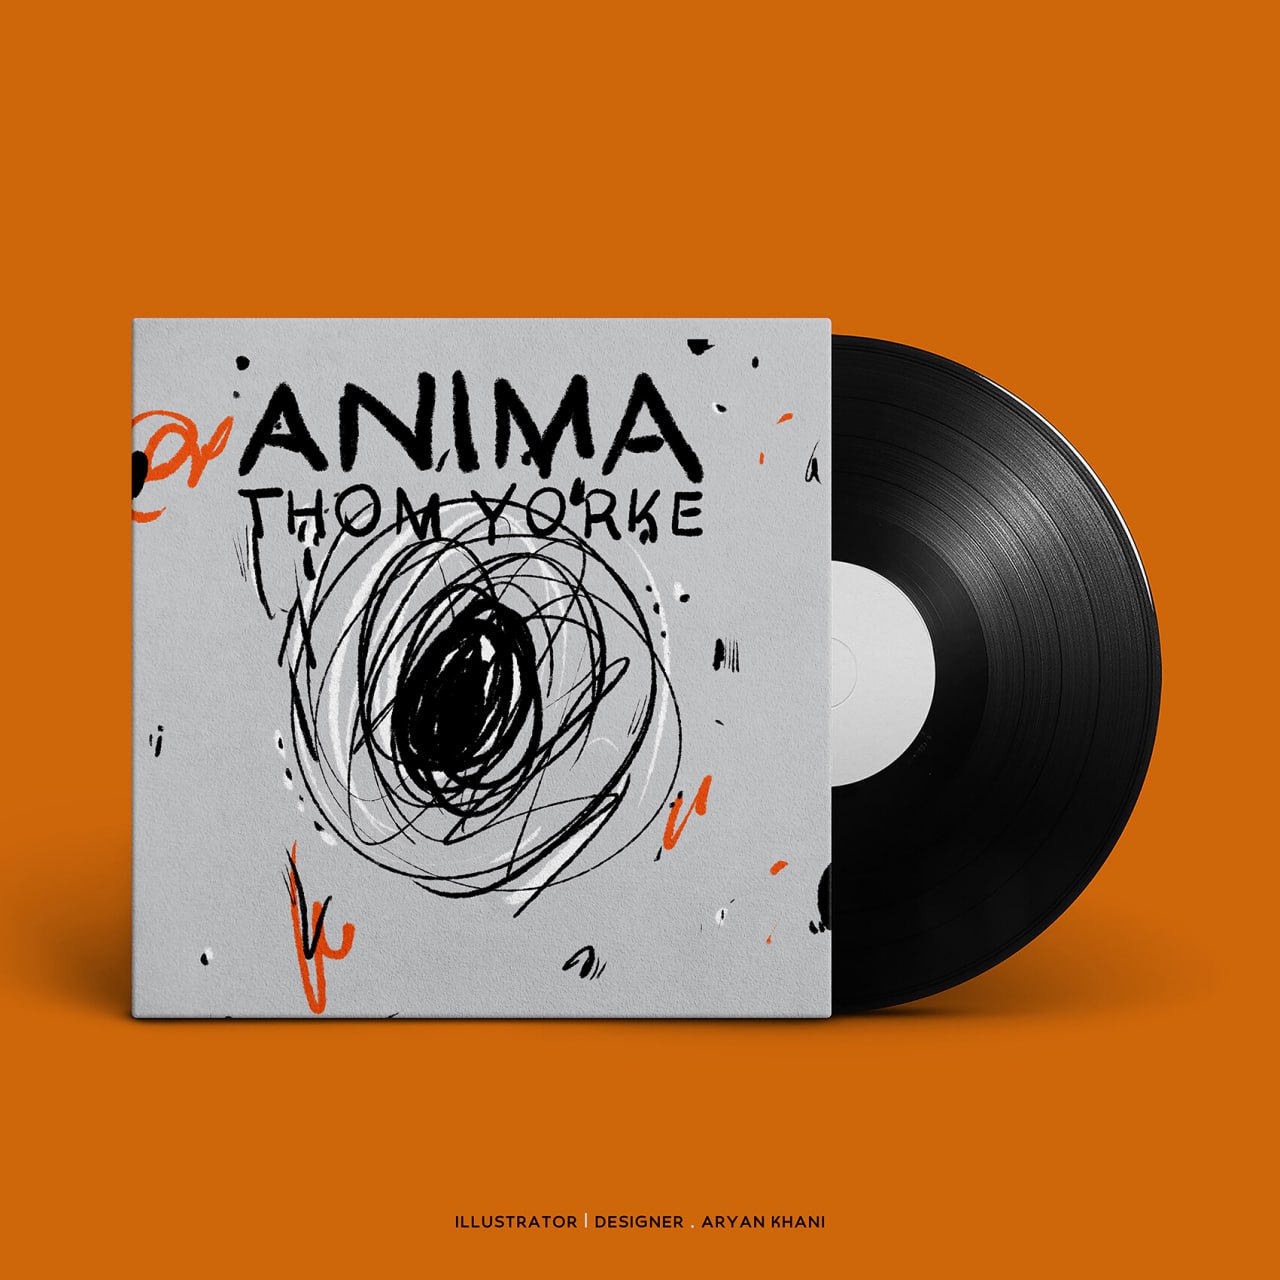 ANIMA
THOM YORKE
ILLUSTRATOR | DESIGNER . ARYAN KHANI